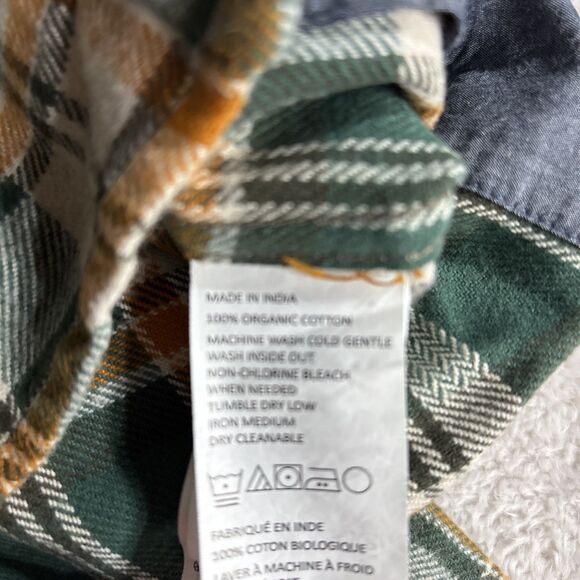 MADE IN INDIA
100% ORGANIC COTTON
MACHINE WASH COLD GENTLE
WASH INSIDE OUT
NON-CHLORINE BLEACH
WHEN NEEDED
TUMBLE DRY LOW
IRON MEDIUM
DRY CLEANABLE
FABRIQUÉ EN INDE
100% COTON BIOLOGIQUE
LAVER À MACHINE À FROID